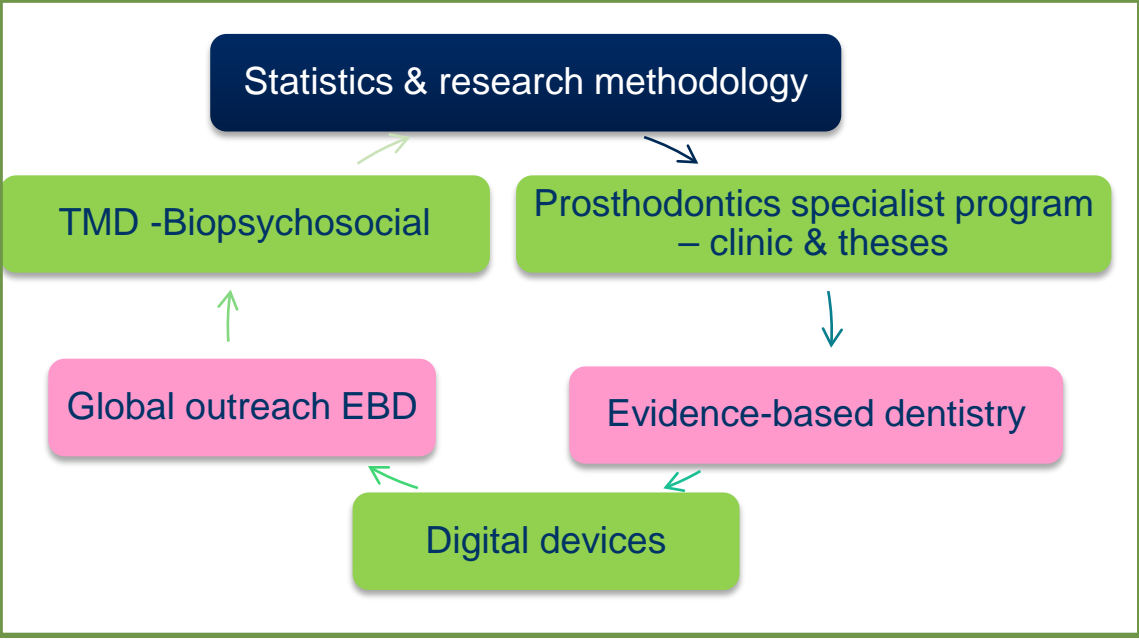 Statistics & research methodology
TMD -Biopsychosocial
Prosthodontics specialist program
– clinic & theses
Global outreach EBD
Evidence-based dentistry
Digital devices